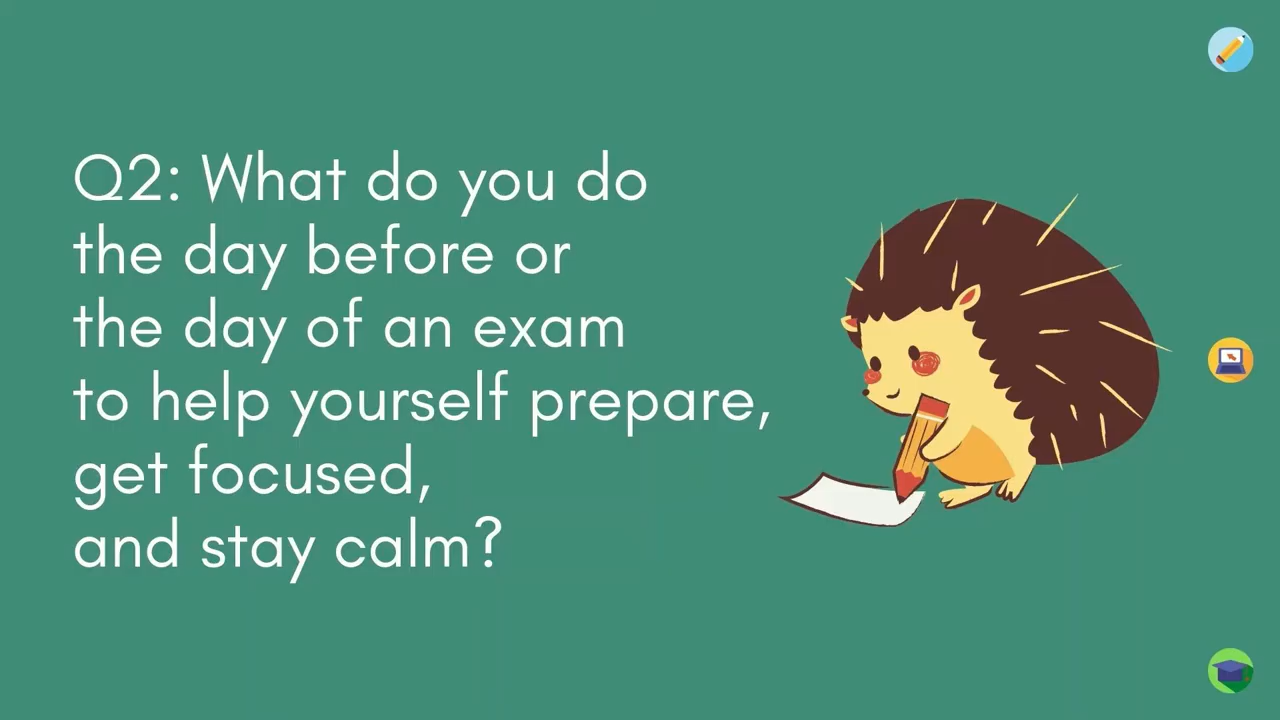 Q2: What do you do
the day before or
the day of an exam
to help yourself prepare,
get focused,
and stay calm?